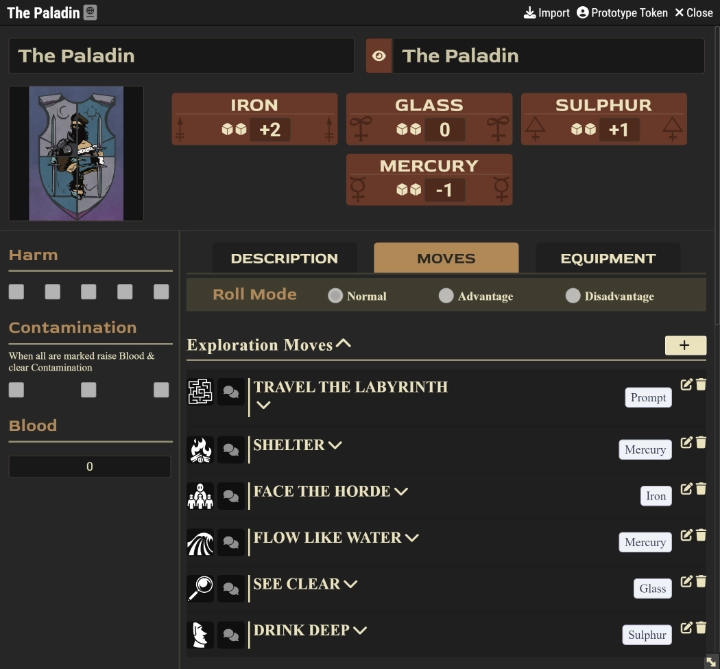 The Paladin
Import
Prototype Token
Close
The Paladin
The Paladin
IRON
+2
GLASS
0
SULPHUR
+1
MERCURY
-1
Harm
Contamination
When all are marked raise Blood &
clear Contamination
Blood
0
DESCRIPTION
MOVES
EQUIPMENT
Roll Mode
Normal
Advantage
Disadvantage
Exploration Moves
+
TRAVEL THE LABYRINTH
Prompt
SHELTER
Mercury
FACE THE HORDE
Iron
FLOW LIKE WATER
Mercury
SEE CLEAR
Glass
DRINK DEEP
Sulphur